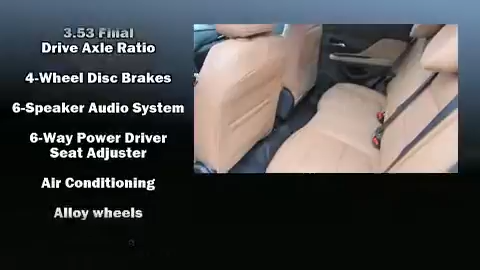 3.53 Final
Drive Axle Ratio
4-Wheel Disc Brakes
6-Speaker Audio System
6-Way Power Driver
Seat Adjuster
Air Conditioning
Alloy wheels